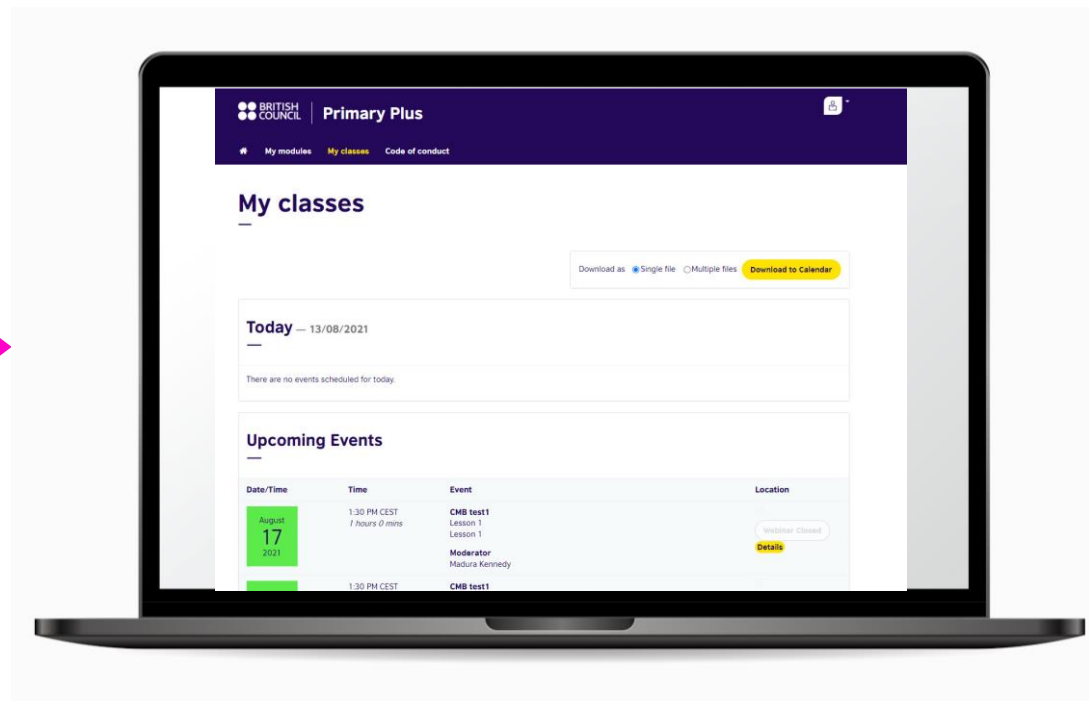 BRITISH
COUNCIL
Primary Plus
My modules My classes Code of conduct
My classes
Download as Single file Multiple files Download to Calendar
Today — 13/08/2021
There are no events scheduled for today.
Upcoming Events
Date/Time Time Event Location
August
17
2021
1:30 PM CEST
1 hours 0 mins
CMB test1
Lesson 1
Lesson 1
Moderator
Madura Kennedy
Webinar Closed
Details
1:30 PM CEST CMB test1